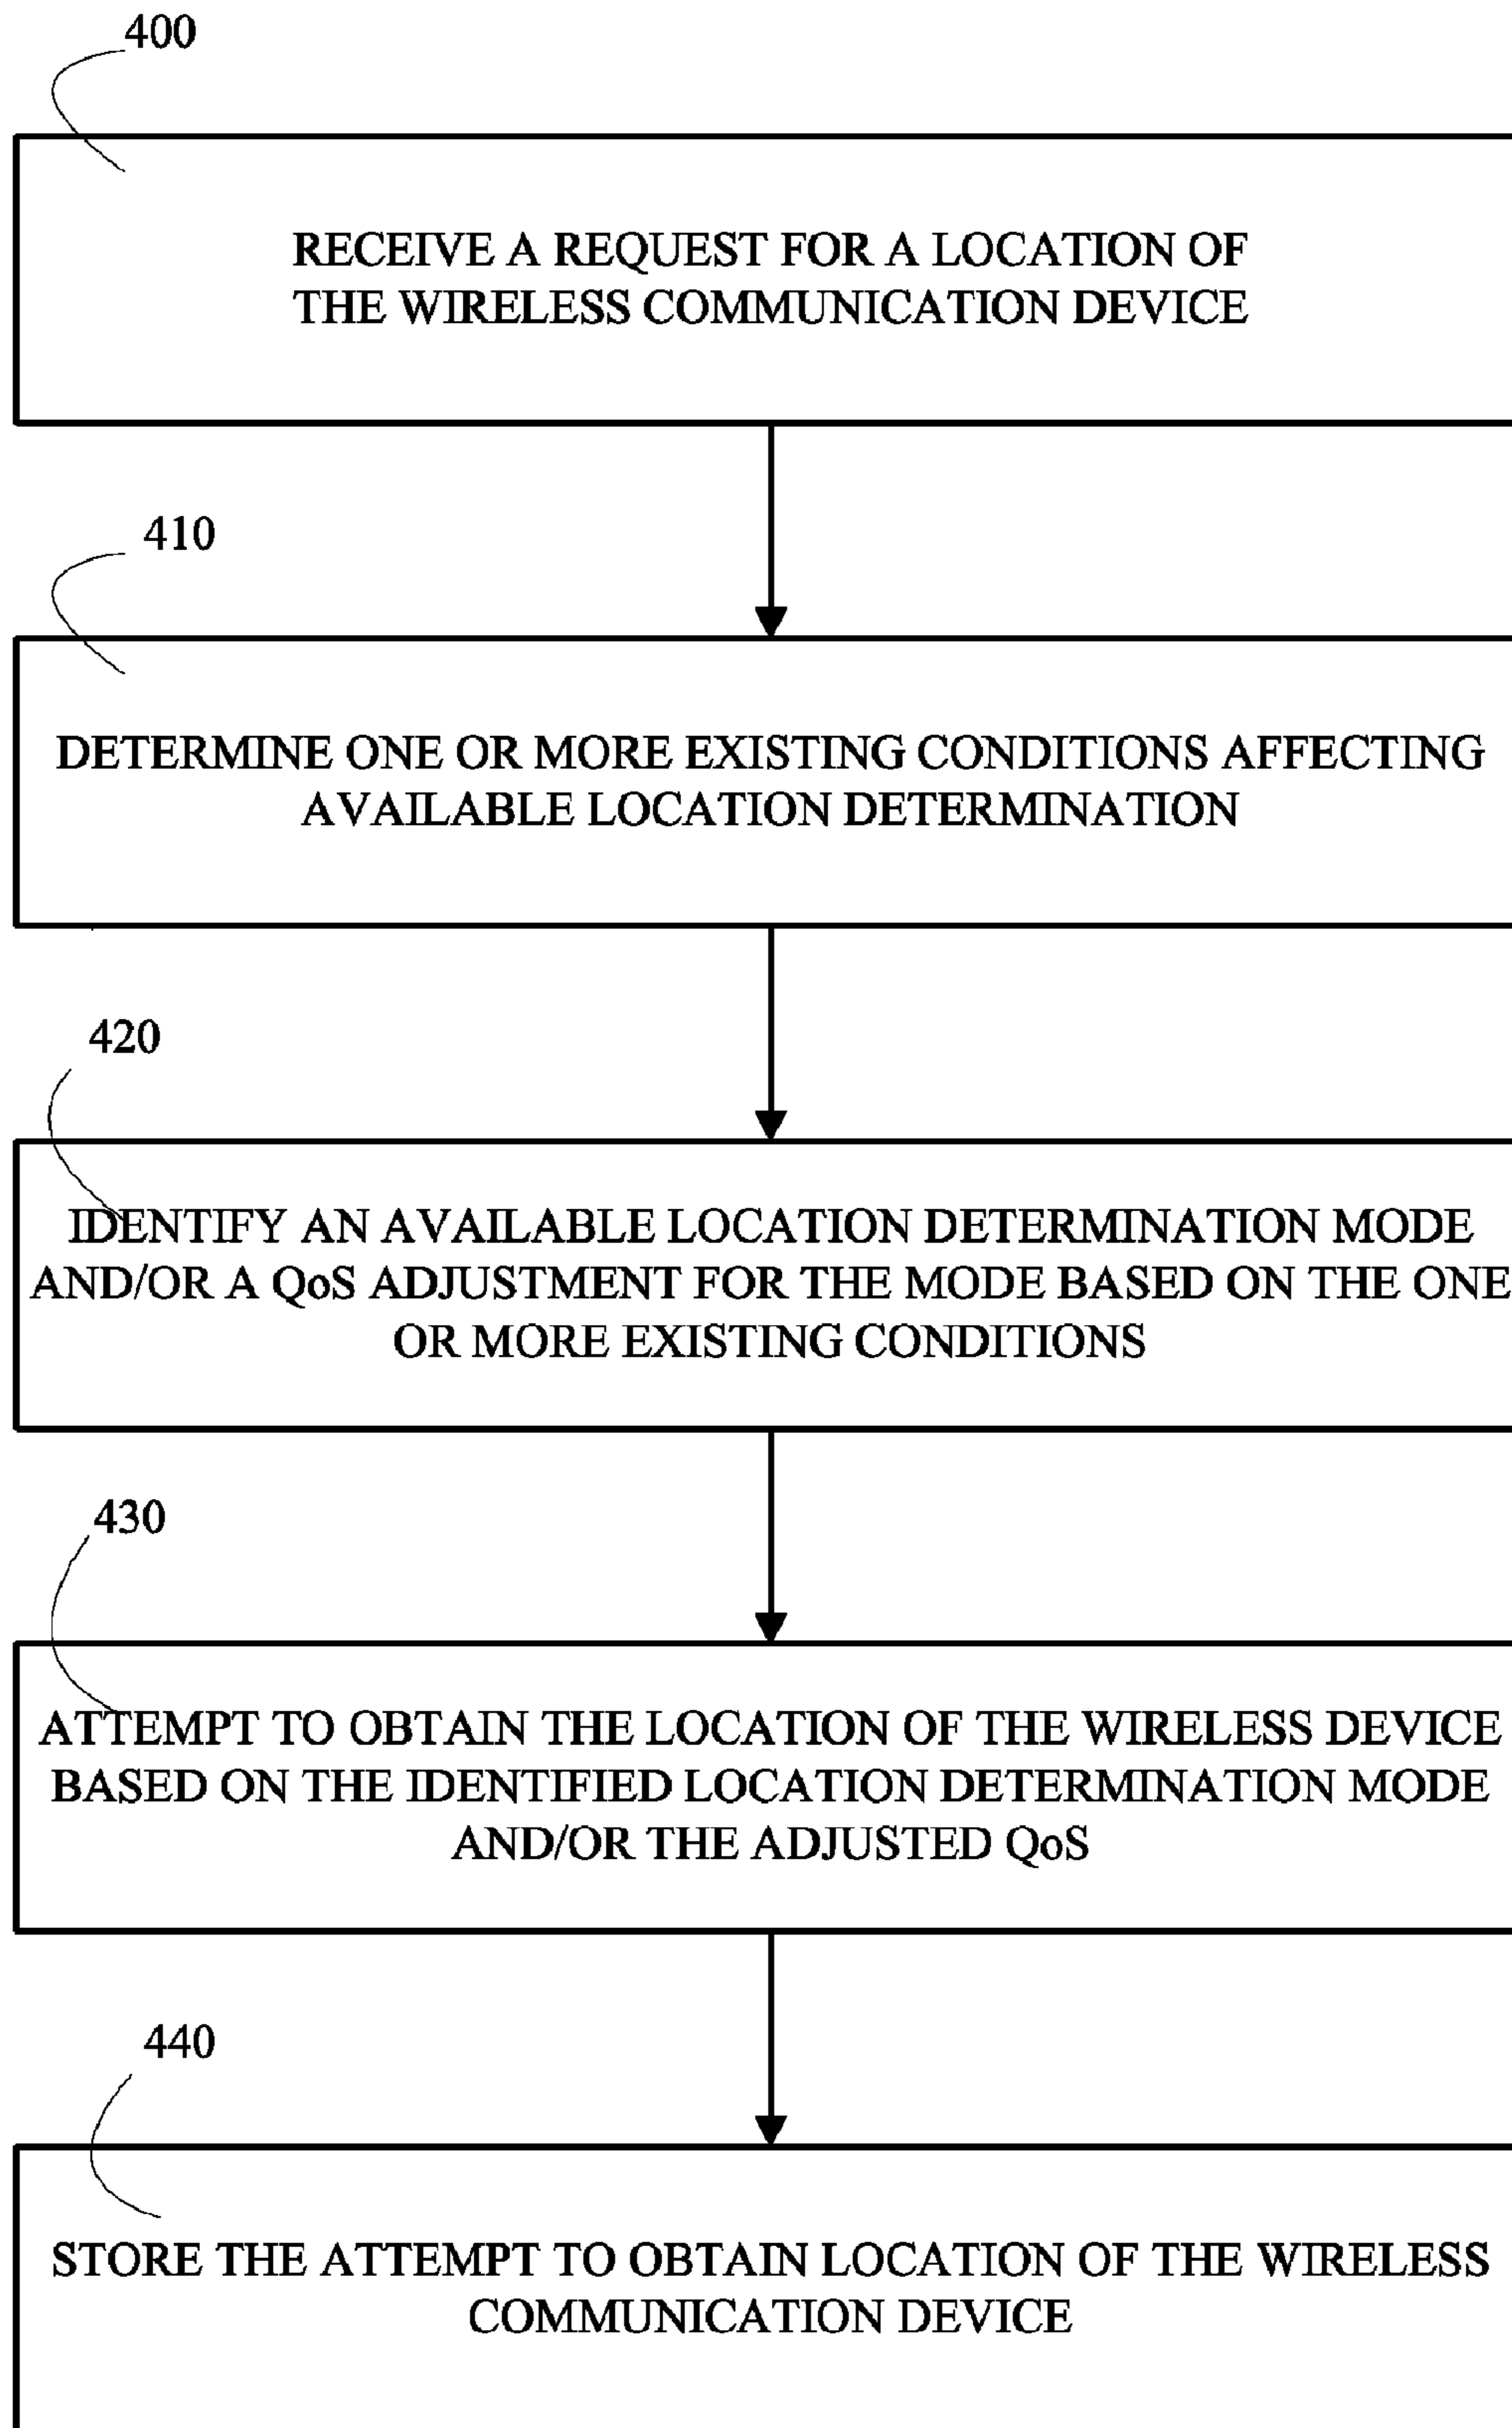 400
RECEIVE A REQUEST FOR A LOCATION OF
THE WIRELESS COMMUNICATION DEVICE
410
DETERMINE ONE OR MORE EXISTING CONDITIONS AFFECTING
AVAILABLE LOCATION DETERMINATION
420
IDENTIFY AN AVAILABLE LOCATION DETERMINATION MODE
AND/OR A QoS ADJUSTMENT FOR THE MODE BASED ON THE ONE
OR MORE EXISTING CONDITIONS
430
ATTEMPT TO OBTAIN THE LOCATION OF THE WIRELESS DEVICE
BASED ON THE IDENTIFIED LOCATION DETERMINATION MODE
AND/OR THE ADJUSTED QoS
440
STORE THE ATTEMPT TO OBTAIN LOCATION OF THE WIRELESS
COMMUNICATION DEVICE